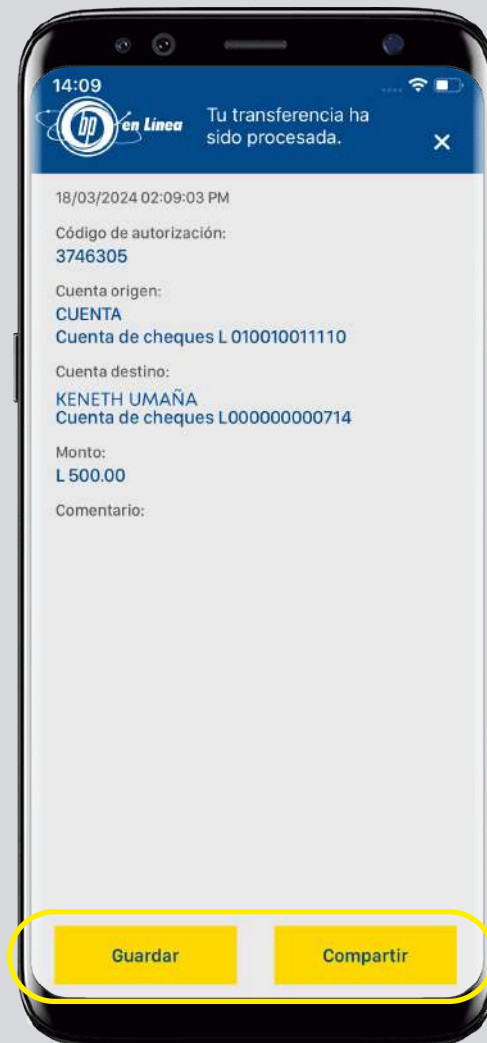 14:09
bp en Línea
Tu transferencia ha
sido procesada.
18/03/2024 02:09:03 PM
Código de autorización:
3746305
Cuenta origen:
CUENTA
Cuenta de cheques L 010010011110
Cuenta destino:
KENETH UMAÑA
Cuenta de cheques L000000000714
Monto:
L 500.00
Comentario:
Guardar
Compartir